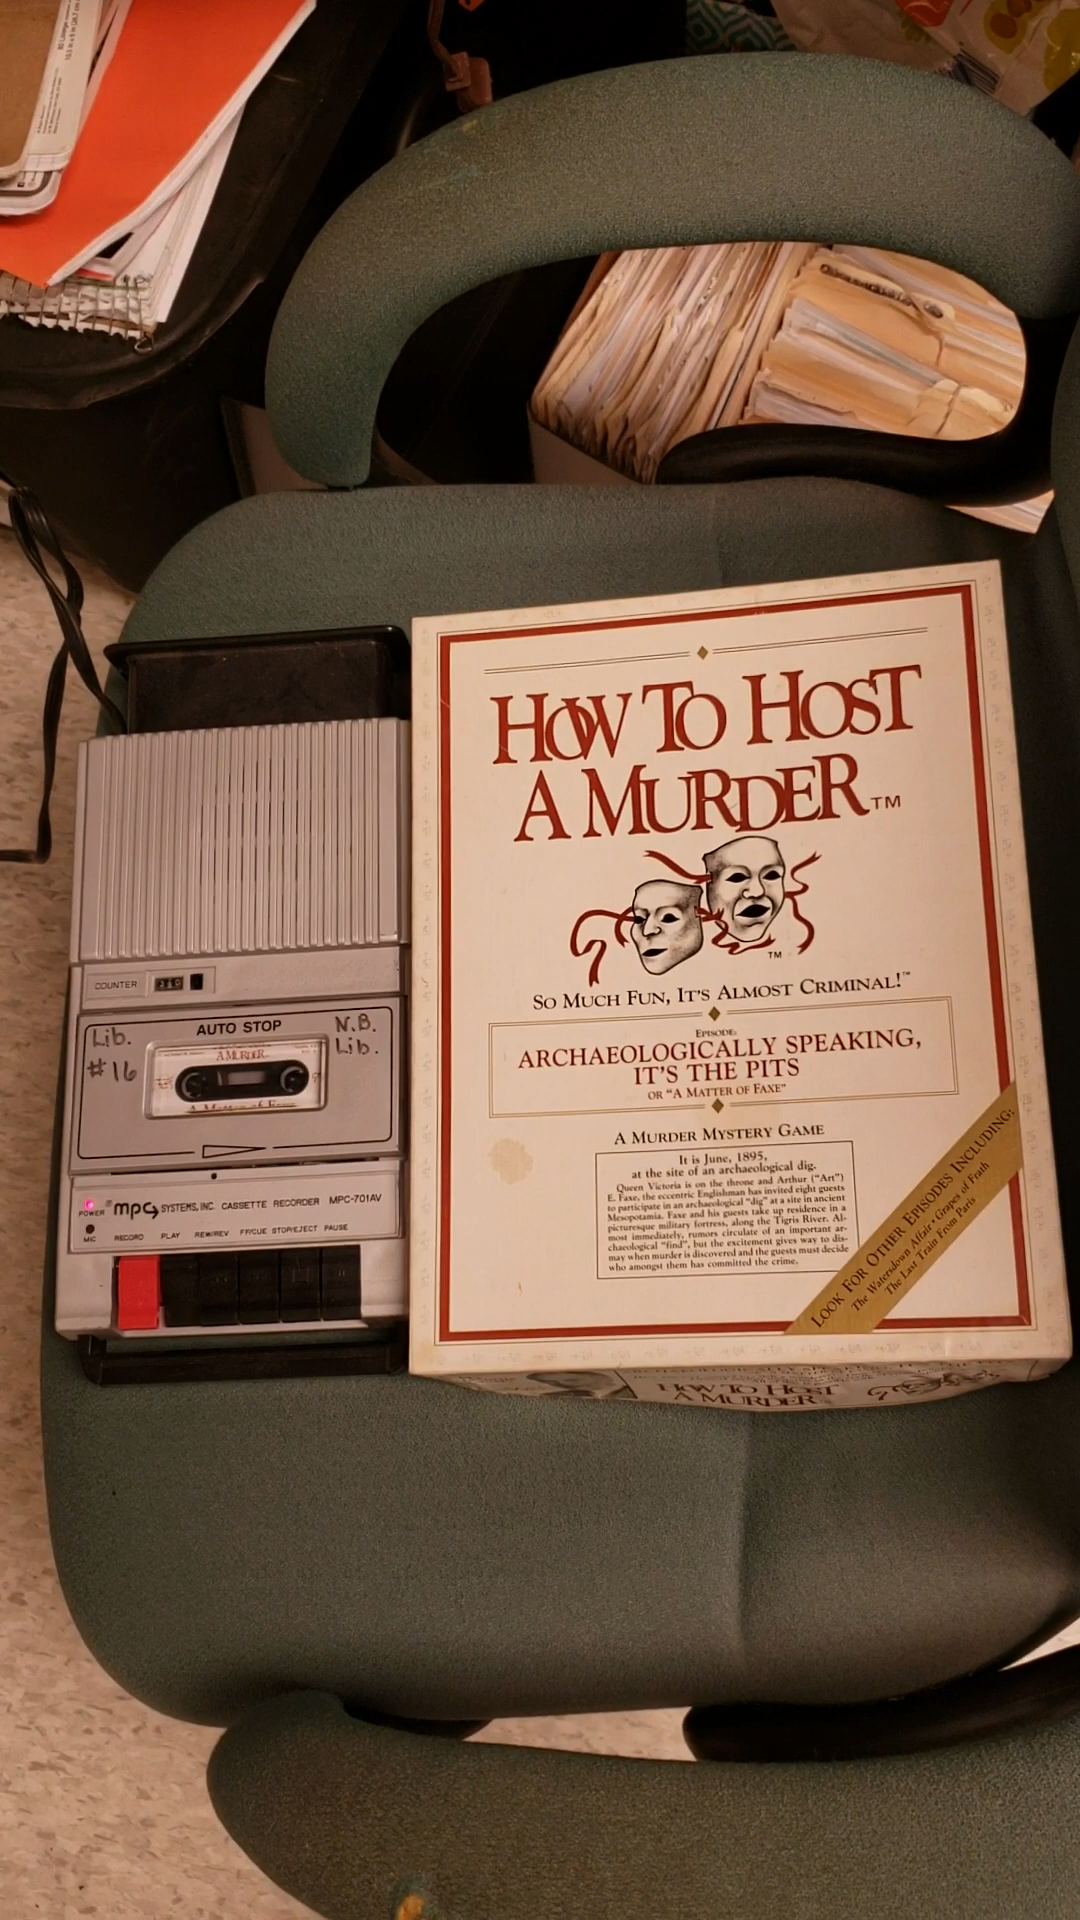 COUNTER
AUTO STOP
Lib.
#16
N.B.
Lib.
A MURDER
A Matter of Faxe
POWER
mpc SYSTEMS, INC. CASSETTE RECORDER MPC-701AV
MIC RECORD PLAY REW/REV FF/CUE STOP/EJECT PAUSE
HOW TO HOST
A MURDER™
TM
SO MUCH FUN, IT'S ALMOST CRIMINAL!™
EPISODE:
ARCHAEOLOGICALLY SPEAKING,
IT'S THE PITS
OR "A MATTER OF FAXE"
A MURDER MYSTERY GAME
It is June, 1895,
at the site of an archaeological dig.
Queen Victoria is on the throne and Arthur ("Art")
E. Faxe, the eccentric Englishman has invited eight guests
to participate in an archaeological "dig" at a site in ancient
Mesopotamia. Faxe and his guests take up residence in a
picturesque military fortress, along the Tigris River. Al-
most immediately, rumors circulate of an important ar-
chaeological "find", but the excitement gives way to dis-
may when murder is discovered and the guests must decide
who amongst them has committed the crime.
LOOK FOR OTHER EPISODES INCLUDING:
The Watersdown Affair • Grapes of Frath
The Last Train From Paris
HOW TO HOST
A MURDER